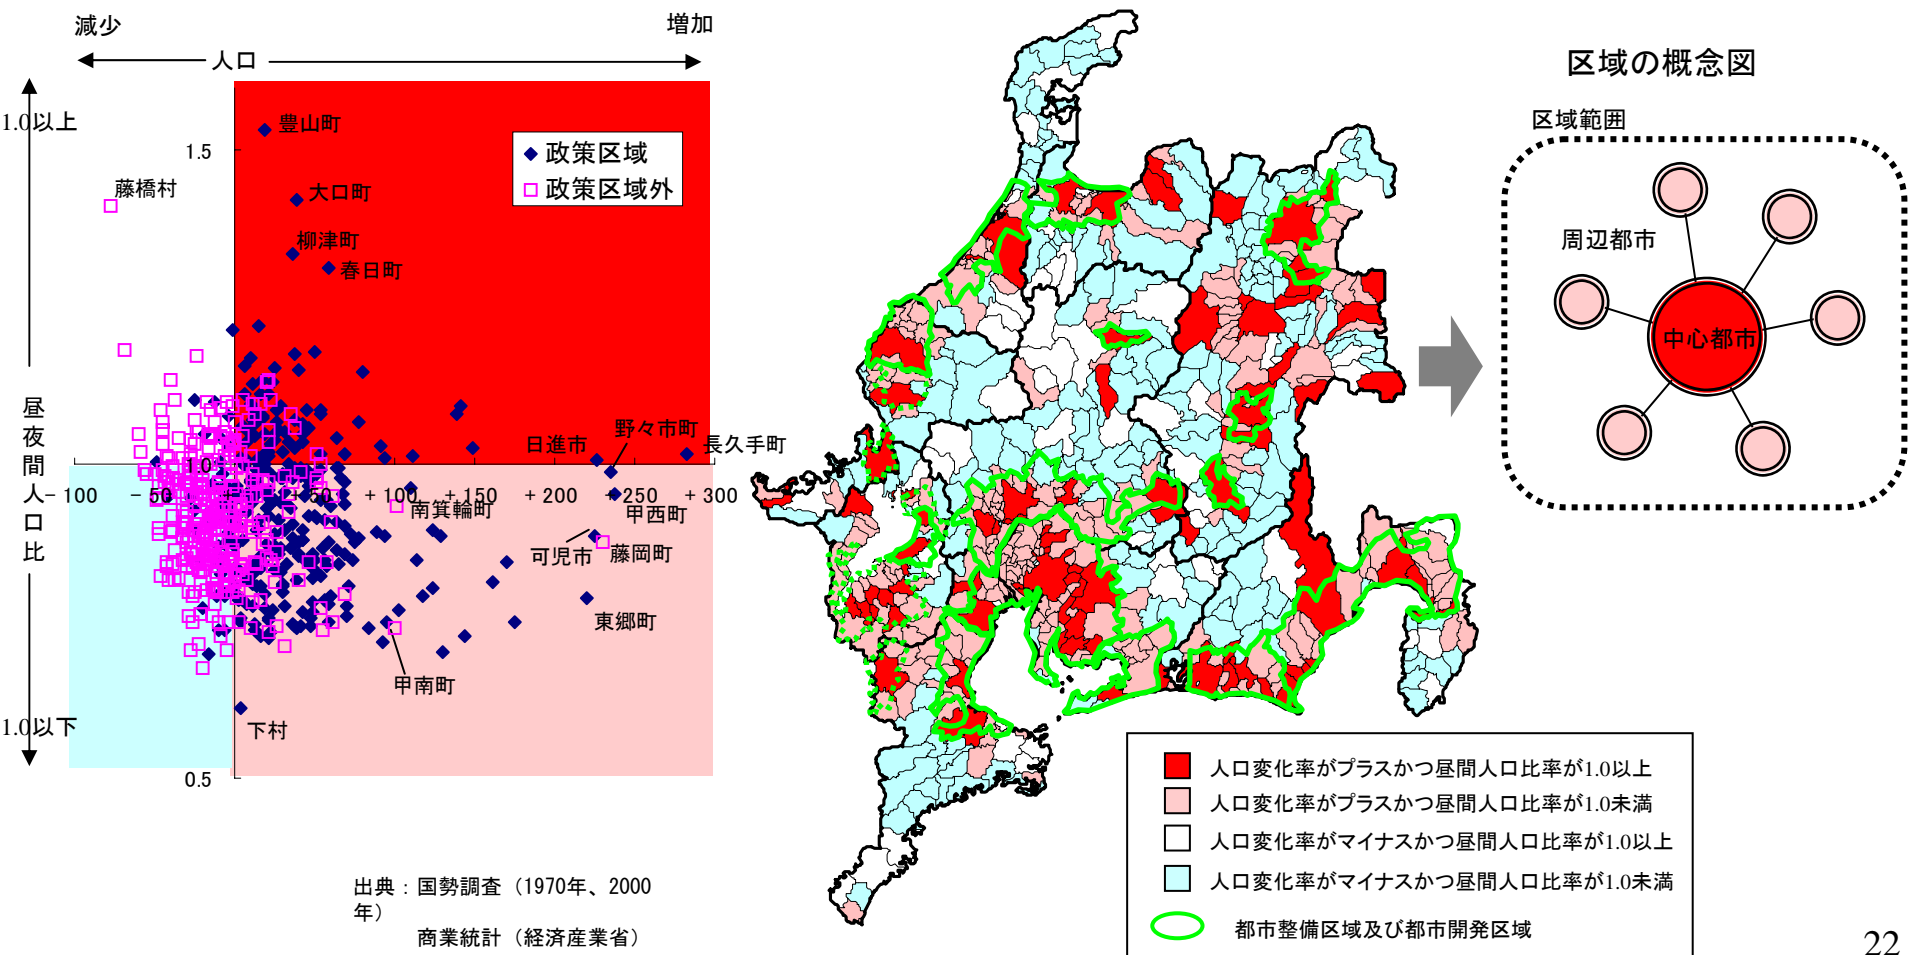 減少
増加
人口
1.0以上
昼夜間人口比
1.0以下
1.5
1.0
0.5
－100
－50
＋50
＋100
＋150
＋200
＋250
＋300
政策区域
政策区域外
豊山町
藤橋村
大口町
柳津町
春日町
日進市
野々市町
長久手町
南箕輪町
甲西町
可児市
藤岡町
東郷町
甲南町
下村
出典：国勢調査（1970年、2000
年）
商業統計（経済産業省）
人口変化率がプラスかつ昼間人口比率が1.0以上
人口変化率がプラスかつ昼間人口比率が1.0未満
人口変化率がマイナスかつ昼間人口比率が1.0以上
人口変化率がマイナスかつ昼間人口比率が1.0未満
都市整備区域及び都市開発区域
区域の概念図
区域範囲
周辺都市
中心都市
22